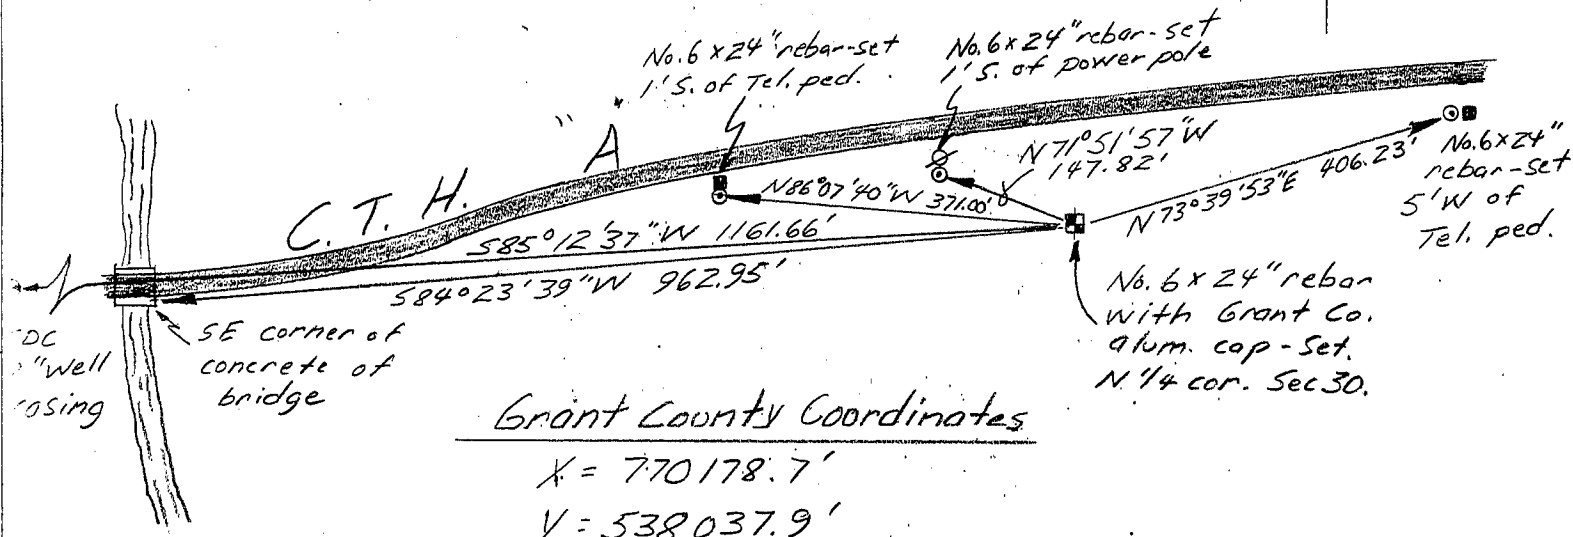 No. 6 x 24" rebar-set
1' S. of Tel. ped.
No. 6 x 24" rebar-set
1' S. of power pole
C. T. H. "A"
N 71° 51' 57" W
147.82'
N 86° 07' 40" W 371.00'
N 73° 39' 53" E 406.23'
No. 6 x 24"
rebar-set
5' W of
Tel. ped.
S 85° 12' 37" W 1161.66'
S 84° 23' 39" W 962.95'
SE corner of
concrete of
bridge
"well
No. 6 x 24" rebar
with Grant Co.
alum. cap - Set.
N. 1/4 cor. Sec 30.
Grant County Coordinates
X = 770178.7'
Y = 538037.9'